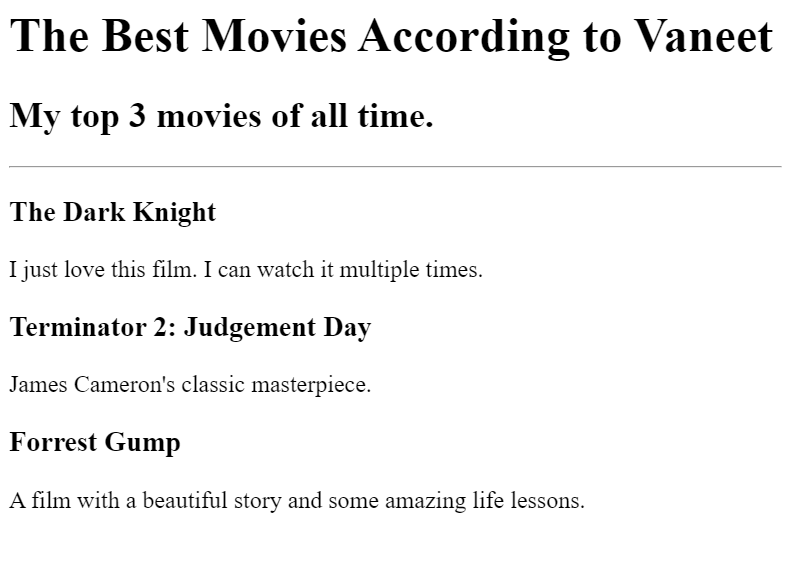 The Best Movies According to Vaneet
My top 3 movies of all time.
The Dark Knight
I just love this film. I can watch it multiple times.
Terminator 2: Judgement Day
James Cameron's classic masterpiece.
Forrest Gump
A film with a beautiful story and some amazing life lessons.